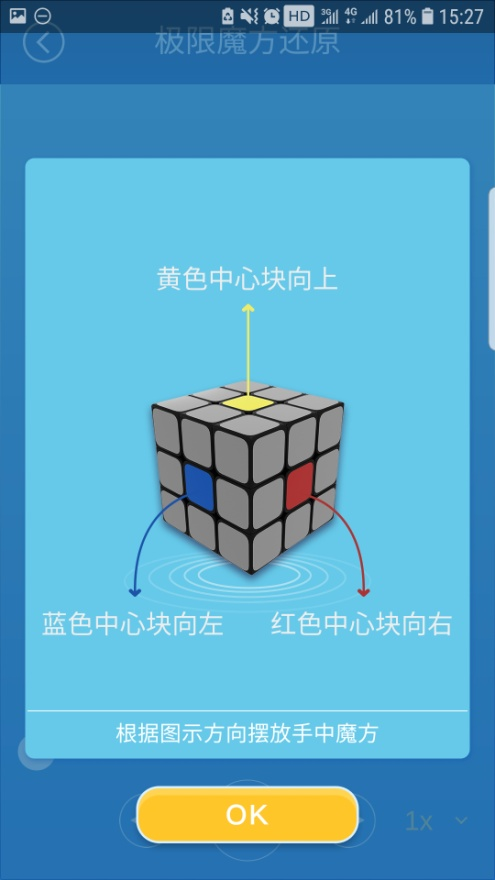 HD 3G 4G 81% 15:27
极限魔方还原
黄色中心块向上
蓝色中心块向左
红色中心块向右
根据图示方向摆放手中魔方
OK
1x